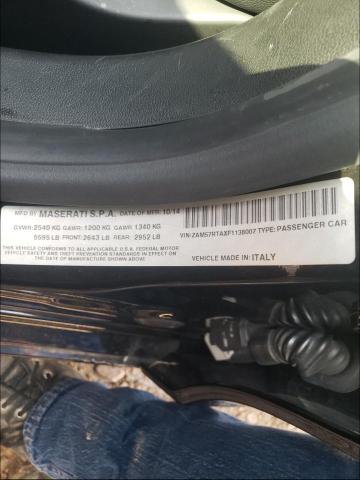 MFD BY MASERATI S.P.A. DATE OF MFR. 10/14
GVWR: 2540 KG GAWR: 1200 KG GAWR: 1340 KG
5595 LB FRONT: 2643 LB REAR 2952 LB
THIS VEHICLE CONFORMS TO ALL APPLICABLE U.S.A. FEDERAL MOTOR
VEHICLE SAFETY AND THEFT PREVENTION STANDARDS IN EFFECT
ON THE DATE OF MANUFACTURE SHOWN ABOVE.
VIN: ZAM57RTAXF1138007 TYPE: PASSENGER CAR
VEHICLE MADE IN: ITALY